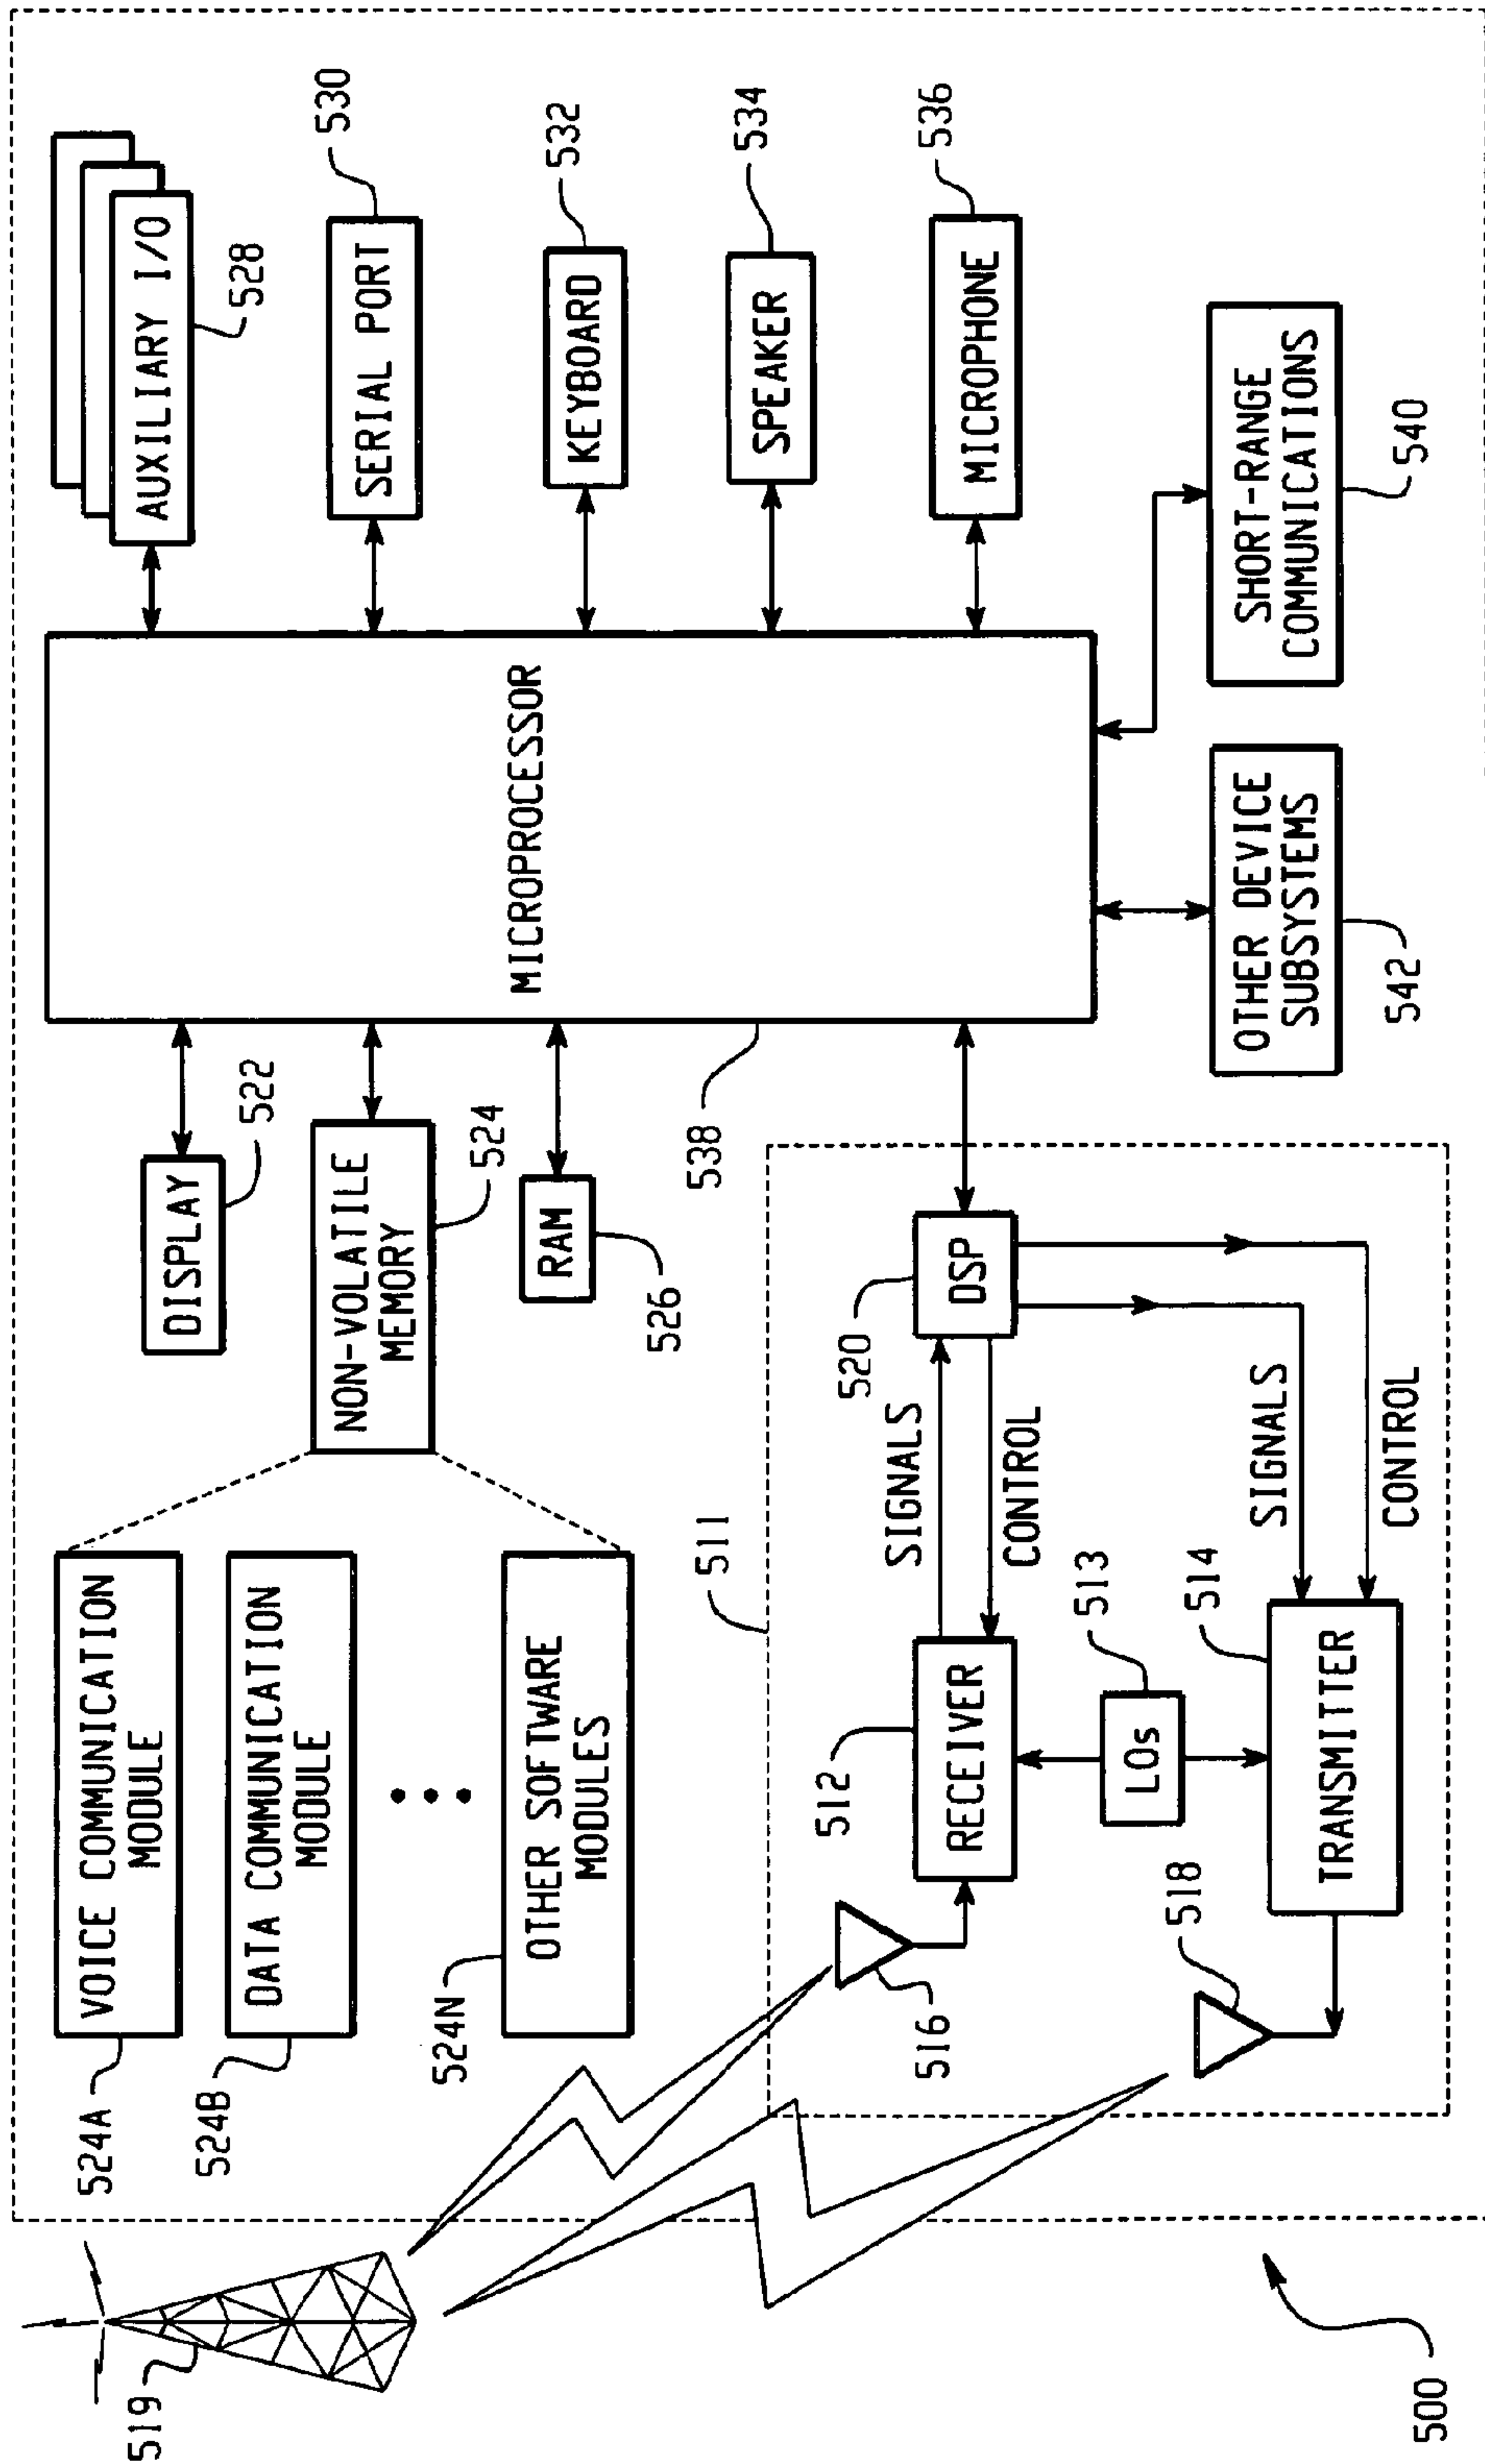 524A
VOICE COMMUNICATION
MODULE
524B
DATA COMMUNICATION
MODULE
524N
OTHER SOFTWARE
MODULES
DISPLAY
522
NON-VOLATILE
MEMORY
524
RAM
526
MICROPROCESSOR
538
AUXILIARY I/O
528
SERIAL PORT
530
KEYBOARD
532
SPEAKER
534
MICROPHONE
536
SHORT-RANGE
COMMUNICATIONS
540
OTHER DEVICE
SUBSYSTEMS
542
519
511
516
512
RECEIVER
SIGNALS
CONTROL
520
DSP
513
LOs
518
514
TRANSMITTER
SIGNALS
CONTROL
500